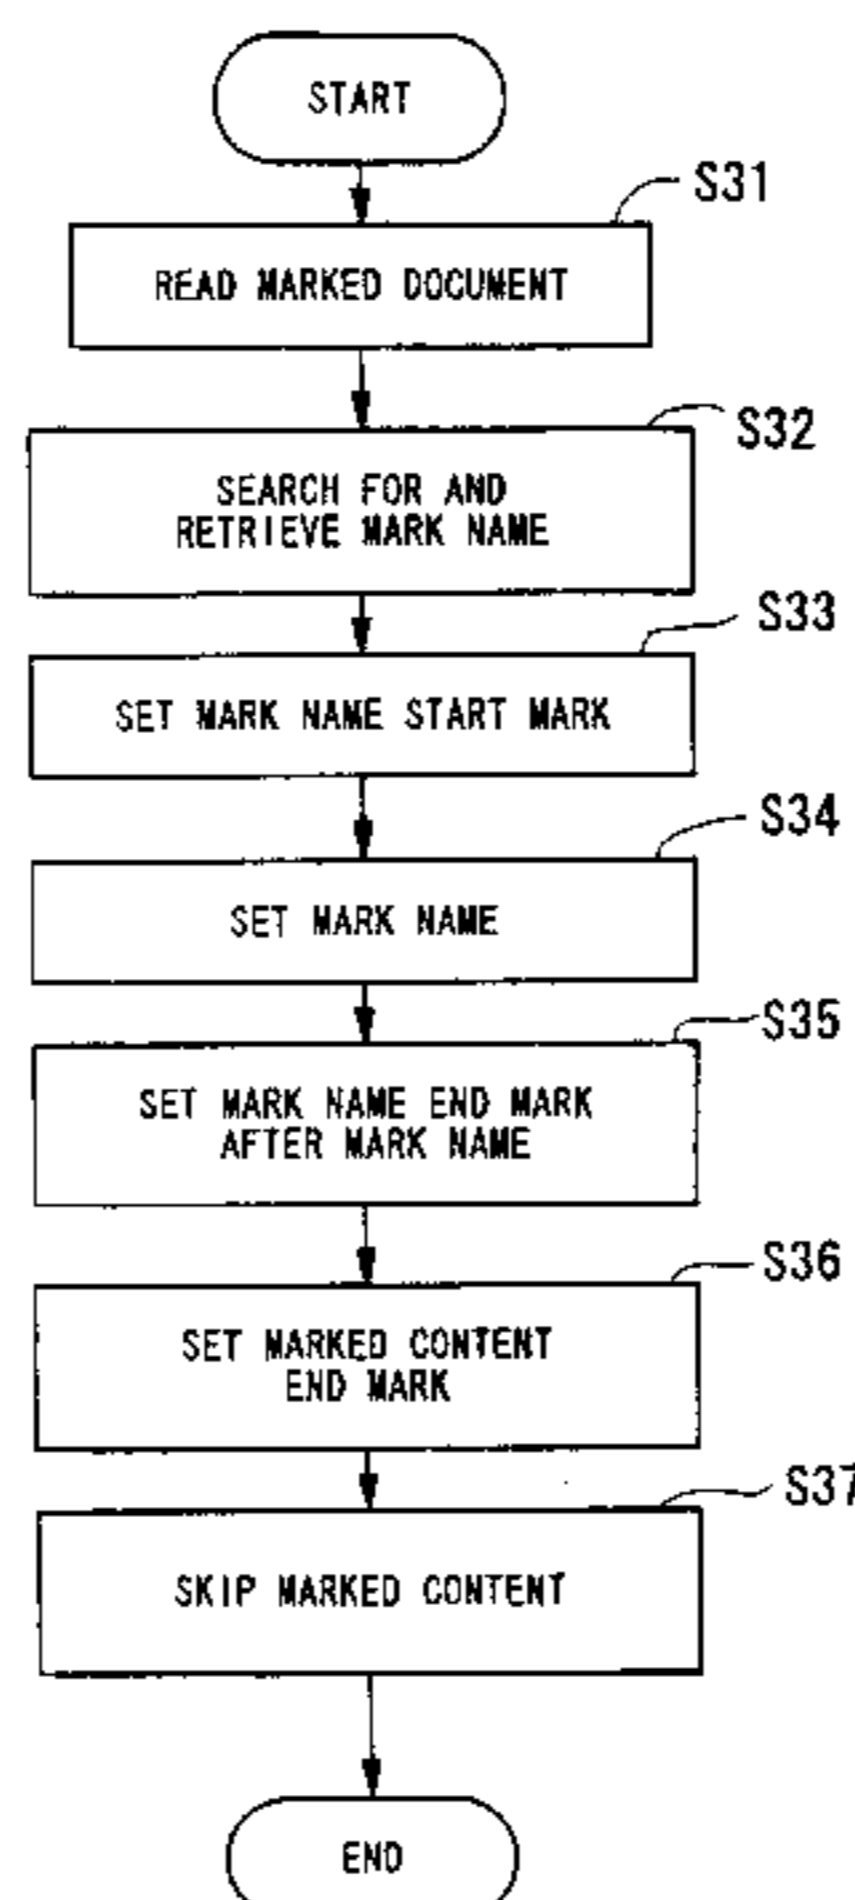 START
S31
READ MARKED DOCUMENT
S32
SEARCH FOR AND
RETRIEVE MARK NAME
S33
SET MARK NAME START MARK
S34
SET MARK NAME
S35
SET MARK NAME END MARK
AFTER MARK NAME
S36
SET MARKED CONTENT
END MARK
S37
SKIP MARKED CONTENT
END